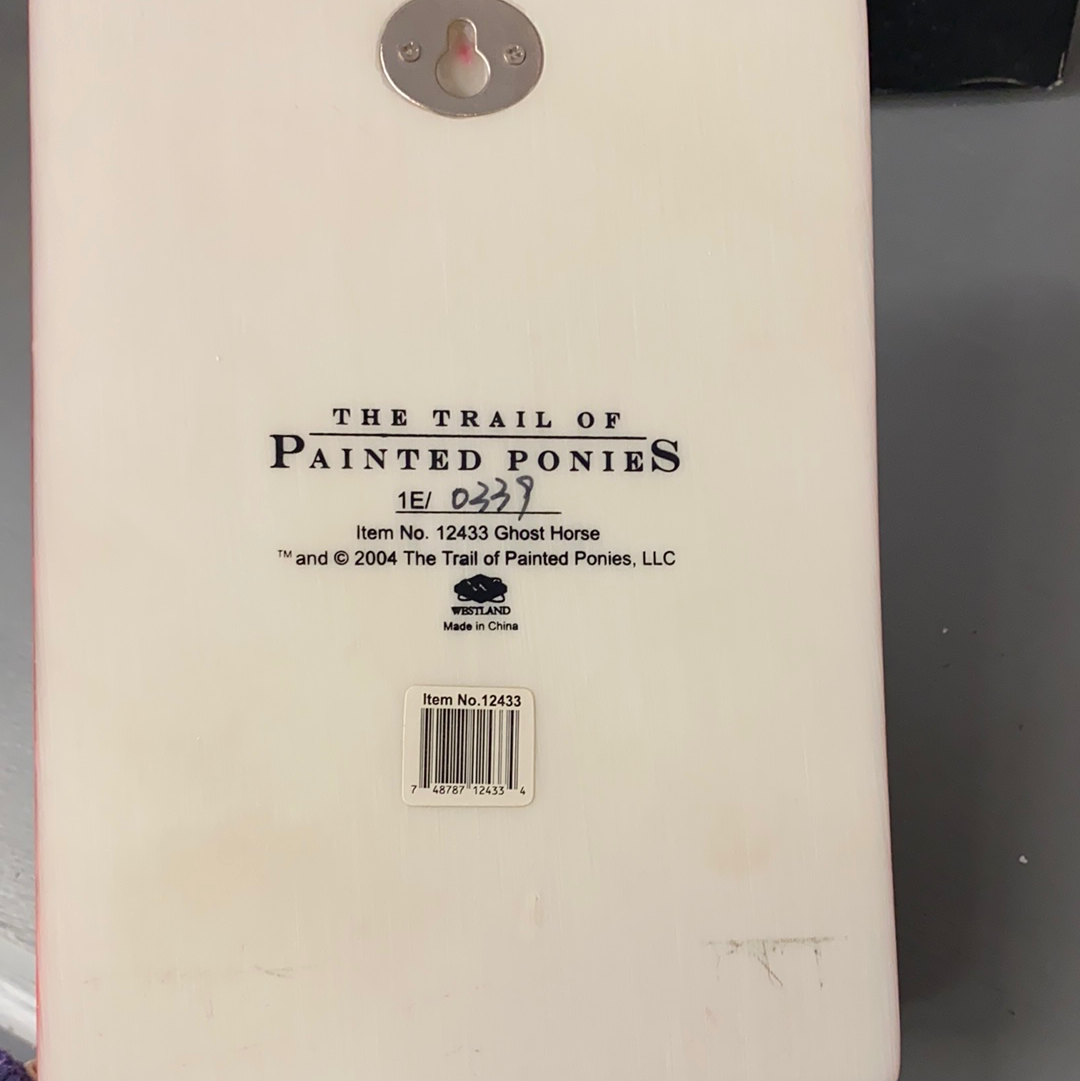 THE TRAIL OF
PAINTED PONIES
1E/ 0339
Item No. 12433 Ghost Horse
™ and © 2004 The Trail of Painted Ponies, LLC
WESTLAND
Made in China
Item No.12433
7 48787 12433 4